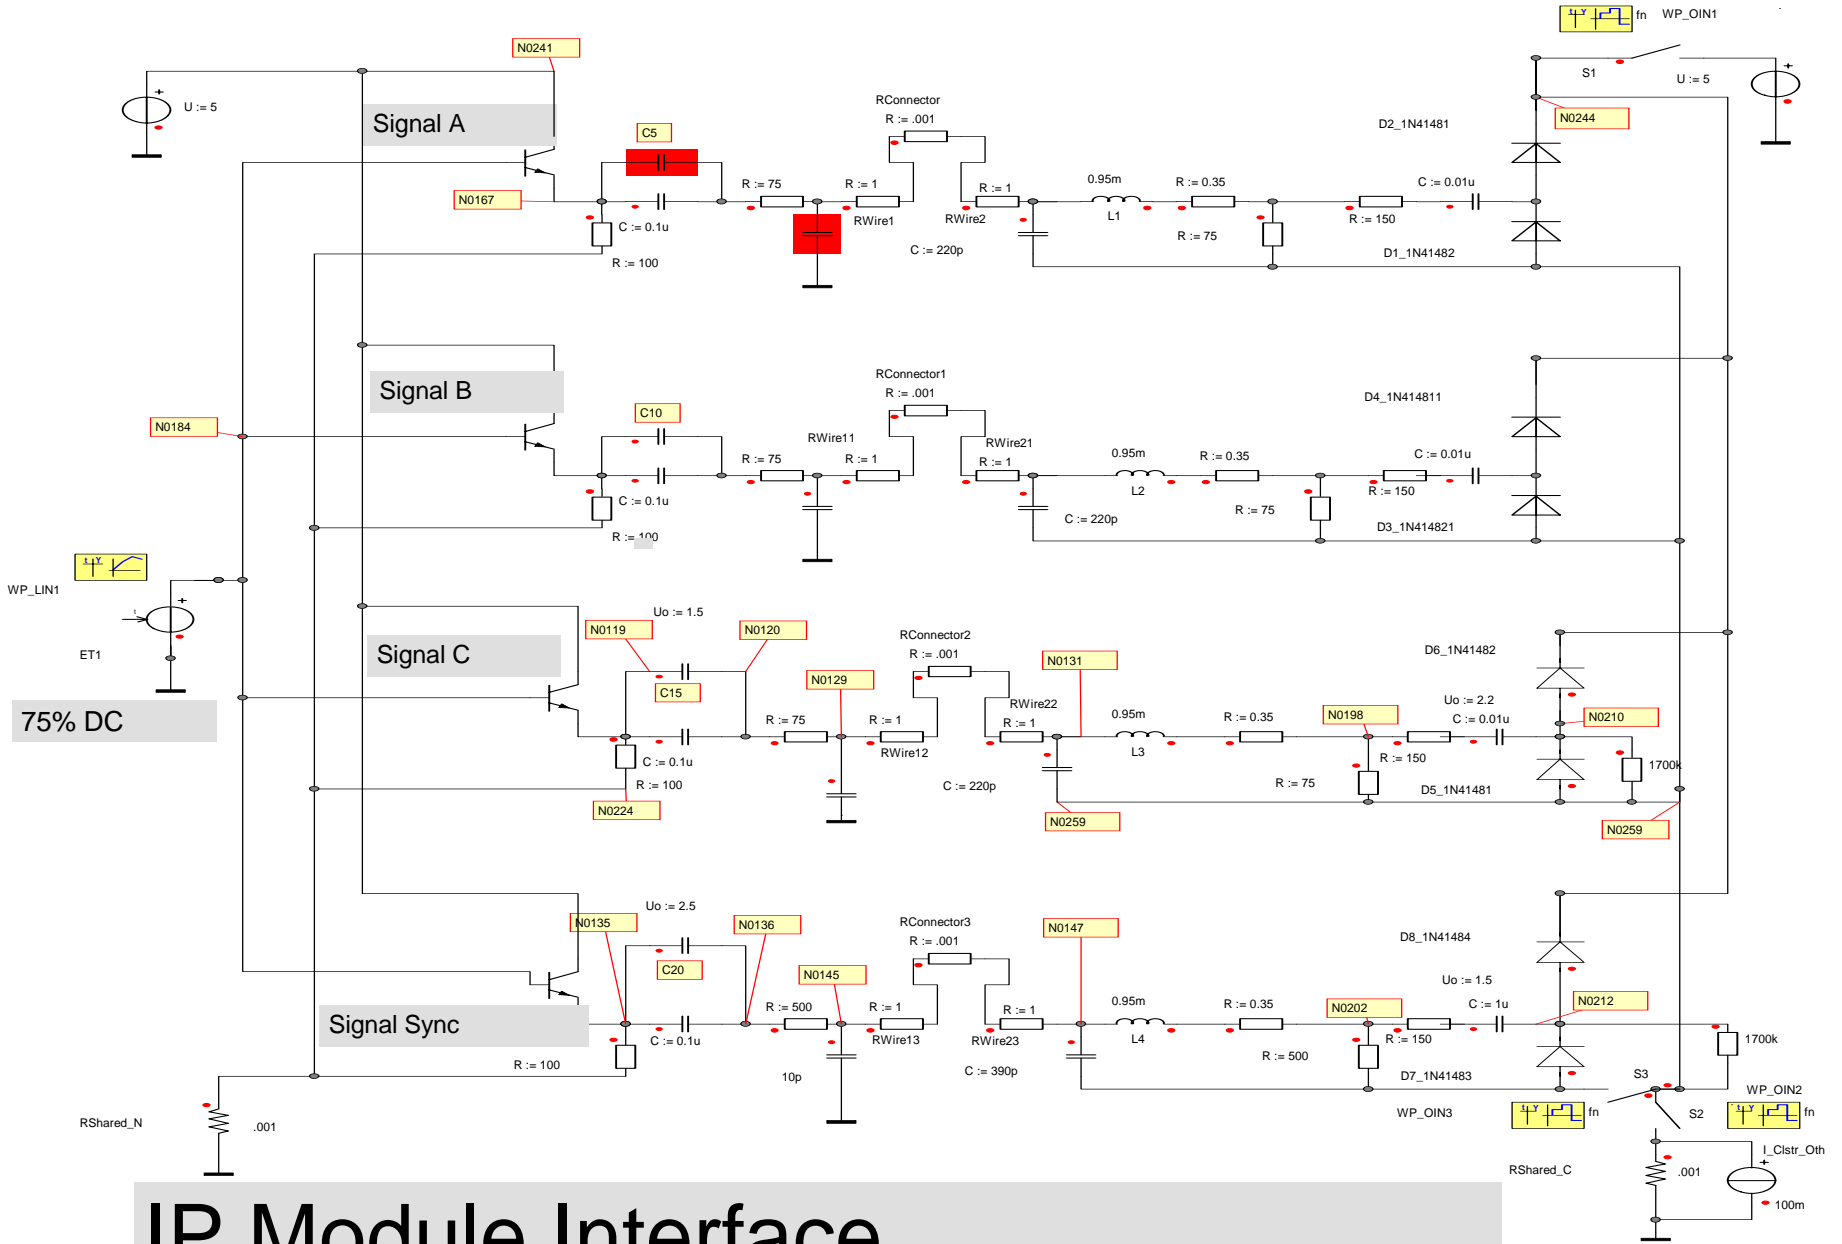 fn WP_OIN1
N0241
S1
U := 5
U := 5
RConnector
R := .001
Signal A
C5
D2_1N41481
N0244
R := 75
R := 1
R := 1
0.95m
R := 0.35
C := 0.01u
N0167
C := 0.1u
RWire1
RWire2
L1
R := 150
R := 75
C := 220p
D1_1N41482
R := 100
RConnector1
R := .001
Signal B
C10
D4_1N414811
N0184
RWire11
RWire21
R := 75
R := 1
R := 1
0.95m
R := 0.35
C := 0.01u
C := 0.1u
L2
R := 150
R := 75
C := 220p
D3_1N414821
R := 100
WP_LIN1
t
ET1
75% DC
Uo := 1.5
N0119
N0120
RConnector2
R := .001
Signal C
N0131
D6_1N41482
N0129
C15
RWire22
Uo := 2.2
R := 75
R := 1
R := 1
0.95m
R := 0.35
N0198
C := 0.01u
N0210
RWire12
L3
C := 0.1u
R := 150
1700k
R := 100
C := 220p
R := 75
D5_1N41481
N0224
N0259
N0259
Uo := 2.5
N0135
N0136
RConnector3
R := .001
N0147
D8_1N41484
C20
N0145
Uo := 1.5
R := 500
R := 1
R := 1
0.95m
R := 0.35
N0202
C := 1u
N0212
Signal Sync
C := 0.1u
RWire13
RWire23
L4
R := 150
1700k
R := 500
R := 100
10p
C := 390p
D7_1N41483
S3
WP_OIN2
WP_OIN3
fn
S2
fn
RShared_N
.001
I_Clstr_Oth
RShared_C
.001
100m
IP Module Interface